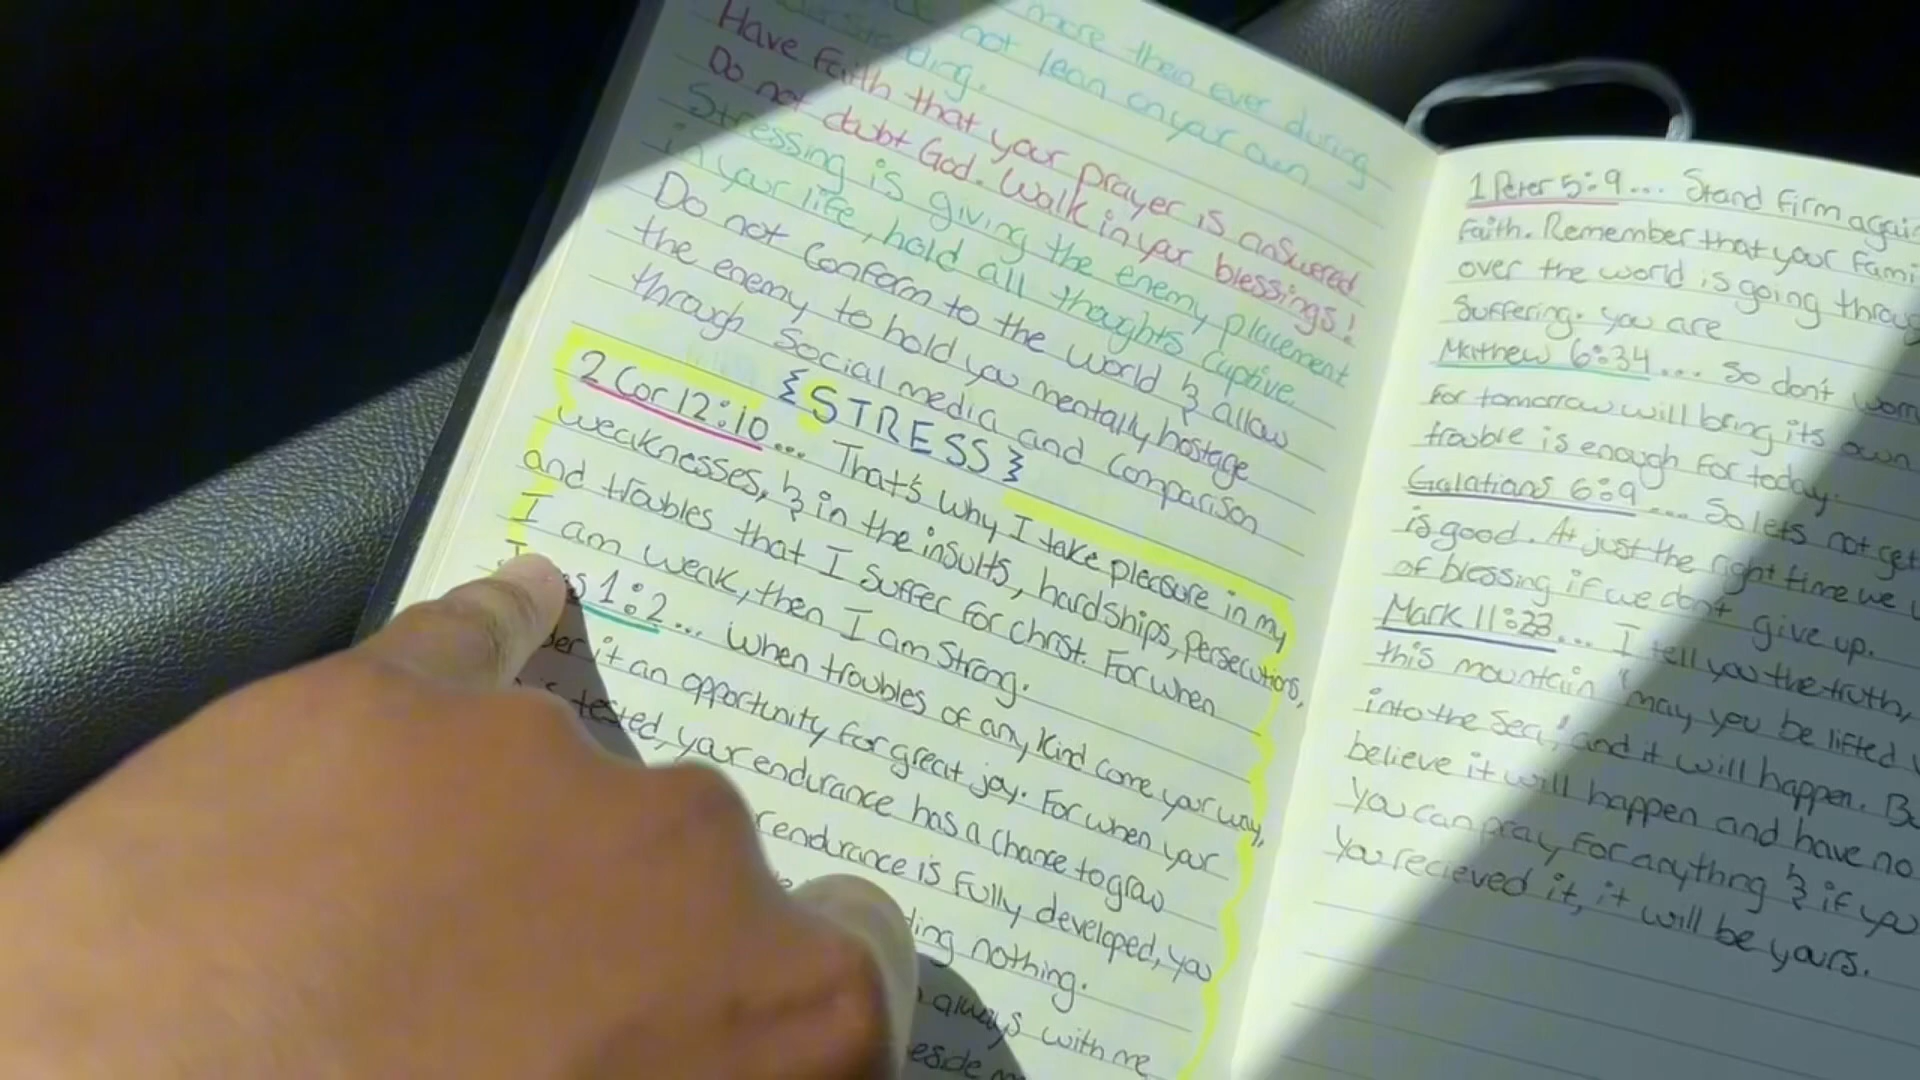 more then ever during
not lean on your own
Have Faith that your prayer is answered
Do not doubt God. Walk in your blessings!
Stressing is giving the enemy placement
in your life, hold all thoughts captive
Do not Conform to the world & allow
the enemy to hold you mentally hostage
through Social media and Comparison
{STRESS}
2 Cor 12:10... That's why I take pleasure in my
weaknesses, & in the insults, hardships, persecutions,
and troubles that I suffer for christ. For when
I am weak, then I am Strong.
1:2... When troubles of any kind come your way,
it an opportunity for great joy. For when your
is tested, your endurance has a chance to grow
endurance is fully developed, you
nothing.
always with me
1 Peter 5:9... Stand firm
Faith. Remember that your
over the world is going
Suffering. you are
Matthew 6:34... So don't
For tomorrow will bring its own
trouble is enough for today.
Galatians 6:9... So lets not get
is good. At just the right time we
of blessing if we don't give up.
Mark 11:23... I tell you the truth,
this mountain "may you be lifted
into the Sea", and it will happen.
believe it will happen and have no
You can pray for anything & if you
You recieved it, it will be yours.